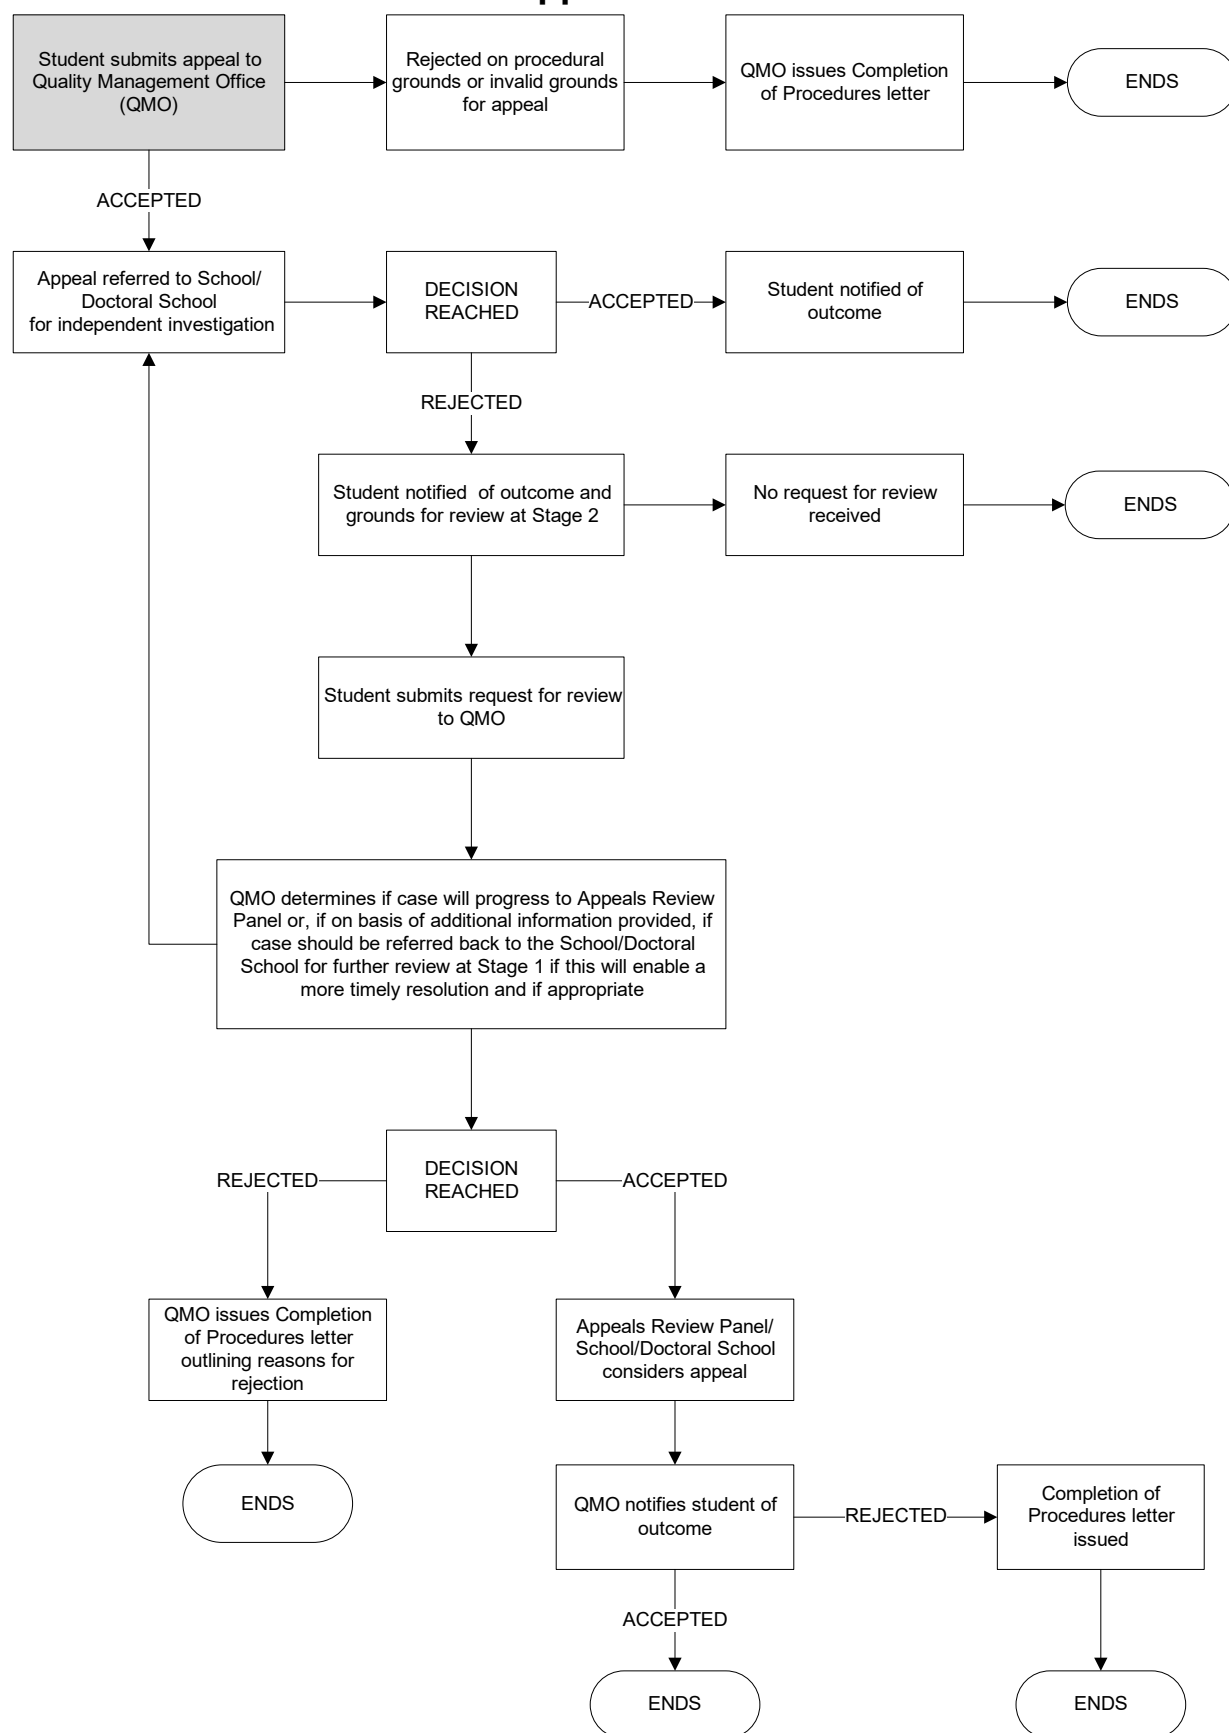 Student submits appeal to
Quality Management Office
(QMO)
Rejected on procedural
grounds or invalid grounds
for appeal
QMO issues Completion
of Procedures letter
ENDS
ACCEPTED
Appeal referred to School/
Doctoral School
for independent investigation
DECISION
REACHED
ACCEPTED
Student notified of
outcome
ENDS
REJECTED
Student notified  of outcome and
grounds for review at Stage 2
No request for review
received
ENDS
Student submits request for review
to QMO
QMO determines if case will progress to Appeals Review
Panel or, if on basis of additional information provided, if
case should be referred back to the School/Doctoral
School for further review at Stage 1 if this will enable a
more timely resolution and if appropriate
REJECTED
DECISION
REACHED
ACCEPTED
QMO issues Completion
of Procedures letter
outlining reasons for
rejection
Appeals Review Panel/
School/Doctoral School
considers appeal
ENDS
QMO notifies student of
outcome
REJECTED
Completion of
Procedures letter
issued
ACCEPTED
ENDS
ENDS